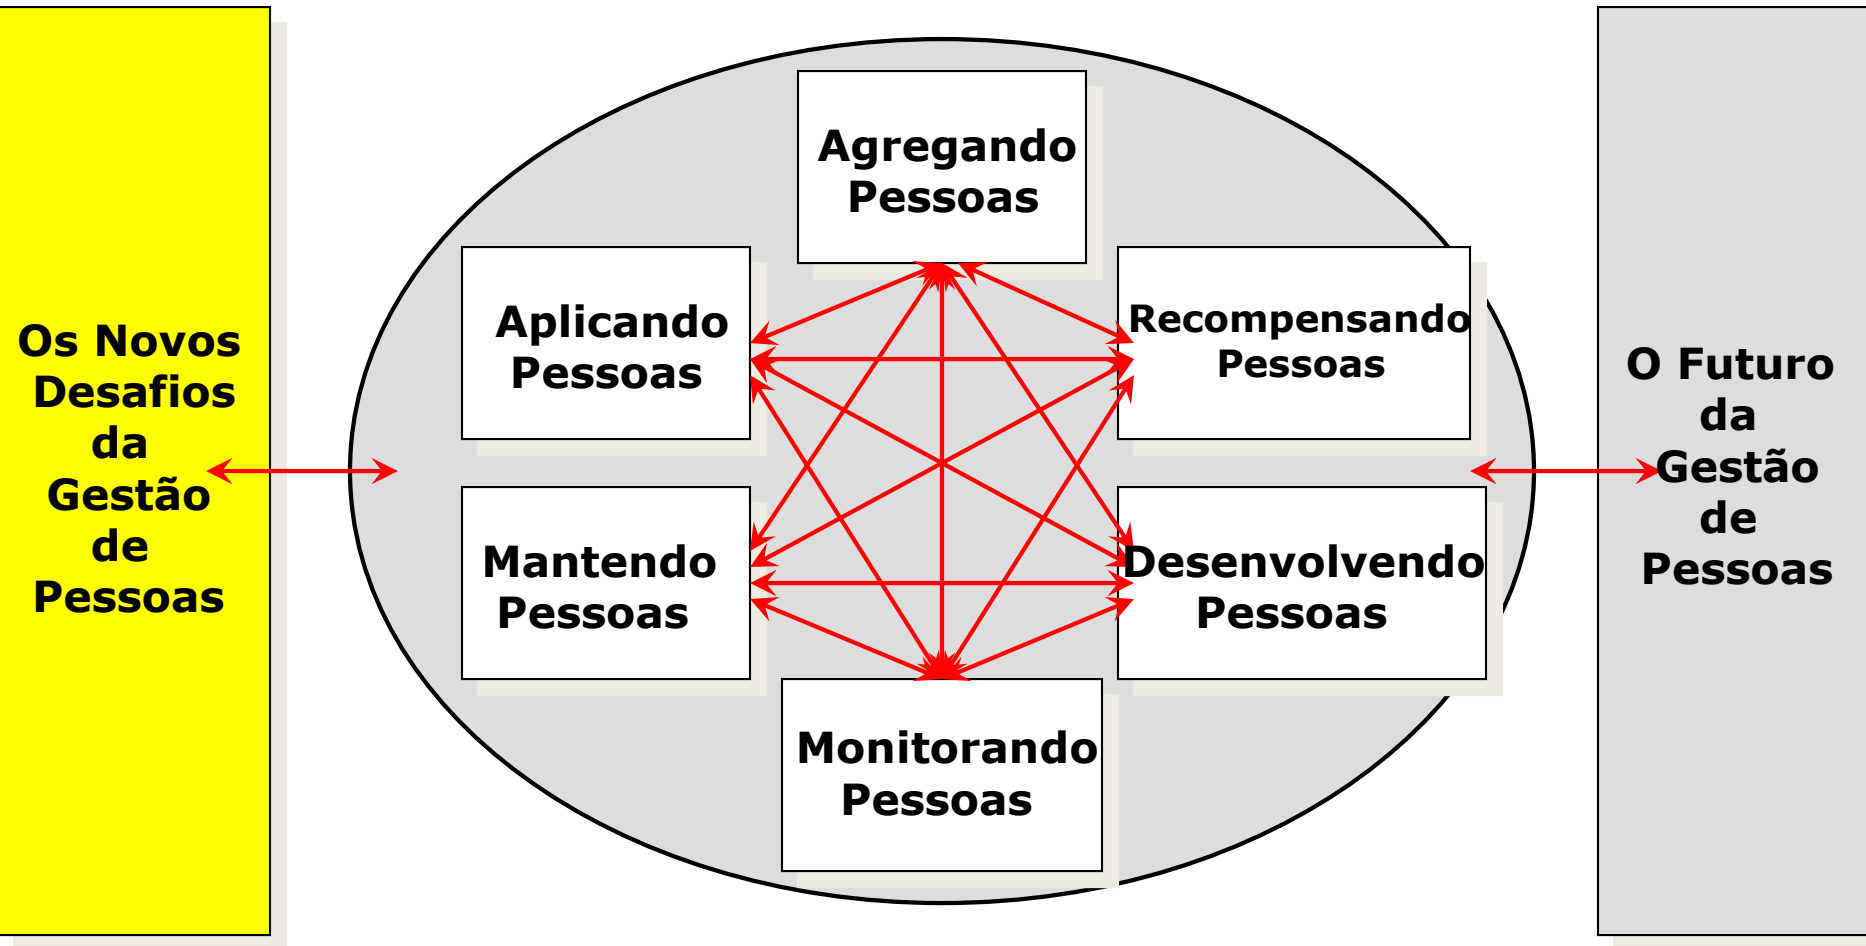 Os Novos
Desafios
da
Gestão
de
Pessoas
Agregando
Pessoas
Aplicando
Pessoas
Recompensando
Pessoas
Mantendo
Pessoas
Desenvolvendo
Pessoas
Monitorando
Pessoas
O Futuro
da
Gestão
de
Pessoas